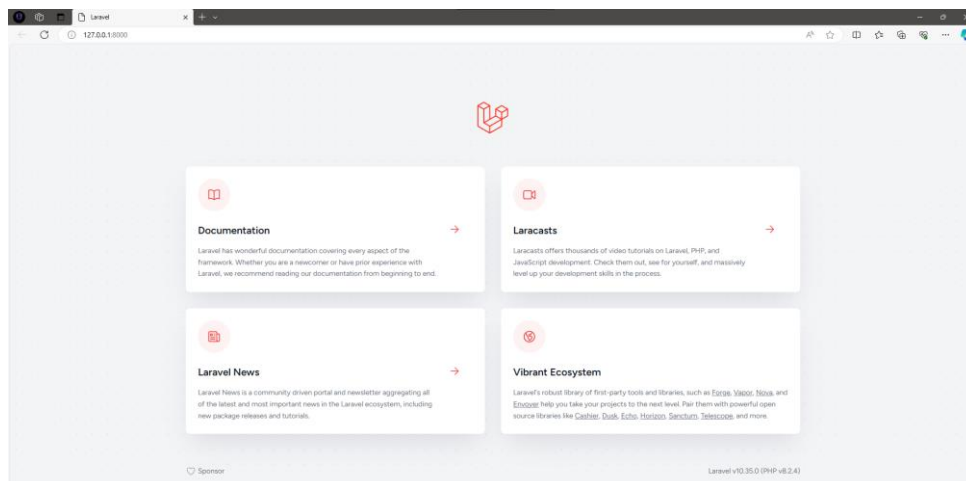 Laravel
127.0.0.1:8000
Documentation
Laravel has wonderful documentation covering every aspect of the
framework. Whether you are a newcomer or have prior experience with
Laravel, we recommend reading our documentation from beginning to end.
Laracasts
Laracasts offers thousands of video tutorials on Laravel, PHP, and
JavaScript development. Check them out, see for yourself, and massively
level up your development skills in the process.
Laravel News
Laravel News is a community driven portal and newsletter aggregating all
of the latest and most important news in the Laravel ecosystem, including
new package releases and tutorials.
Vibrant Ecosystem
Laravel's robust library of first-party tools and libraries, such as Forge, Vapor, Nova, and
Envoyer help you take your projects to the next level. Pair them with powerful open
source libraries like Cashier, Dusk, Echo, Horizon, Sanctum, Telescope, and more.
Sponsor
Laravel v10.35.0 (PHP v8.2.4)